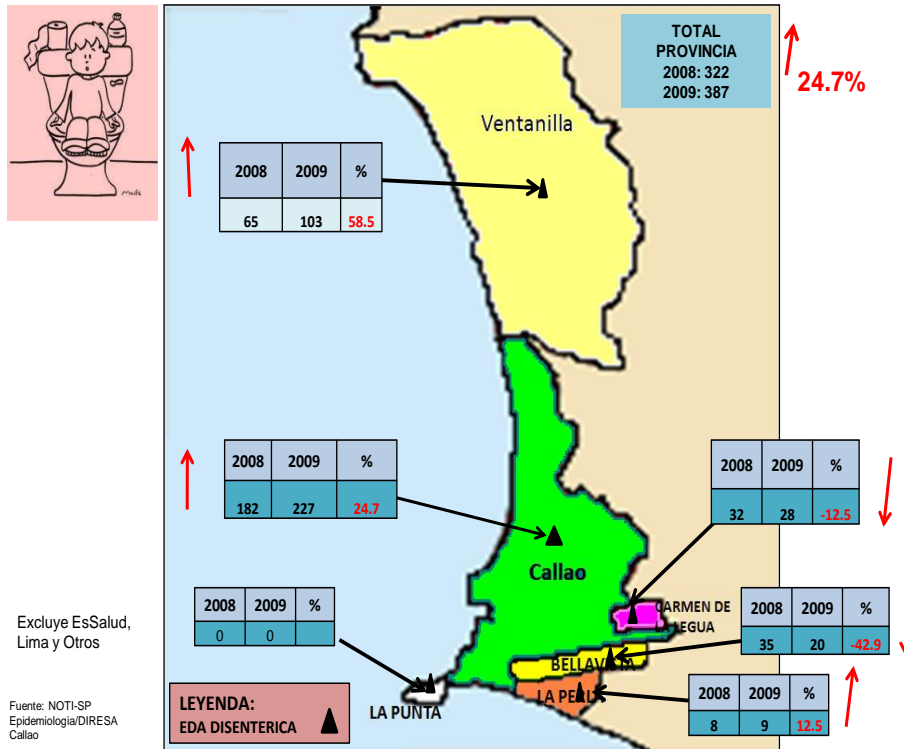 TOTAL
PROVINCIA
2008: 322
2009: 387
24.7%
Ventanilla
2008 2009 %
65 103 58.5
2008 2009 %
182 227 24.7
Callao
2008 2009 %
32 28 -12.5
CARMEN DE
LA LEGUA
2008 2009 %
0 0
LA PUNTA
2008 2009 %
35 20 -42.9
BELLAVISTA
2008 2009 %
8 9 12.5
LA PERL
Excluye EsSalud,
Lima y Otros
LEYENDA:
EDA DISENTERICA
Fuente: NOTI-SP
Epidemiologia/DIRESA
Callao